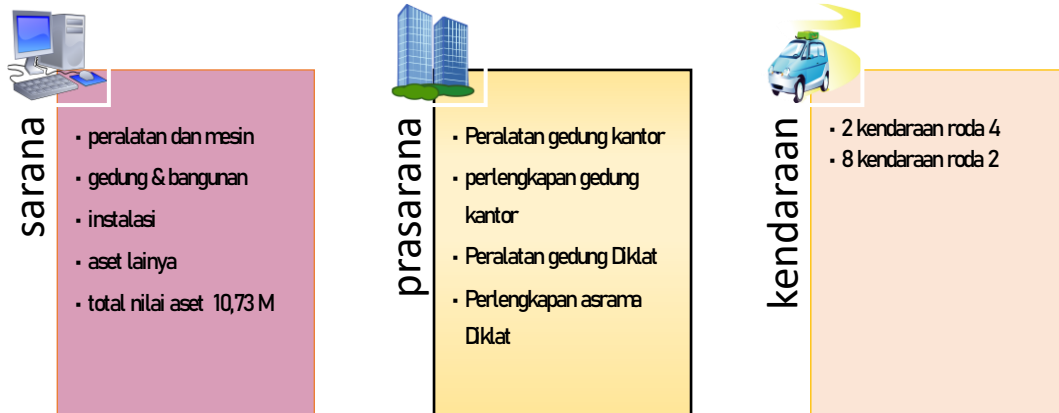 sarana
▪ peralatan dan mesin
▪ gedung & bangunan
▪ instalasi
▪ aset lainya
▪ total nilai aset 10,73 M
prasarana
▪ Peralatan gedung kantor
▪ perlengkapan gedung
kantor
▪ Peralatan gedung Diklat
▪ Perlengkapan asrama
Diklat
kendaraan
▪ 2 kendaraan roda 4
▪ 8 kendaraan roda 2